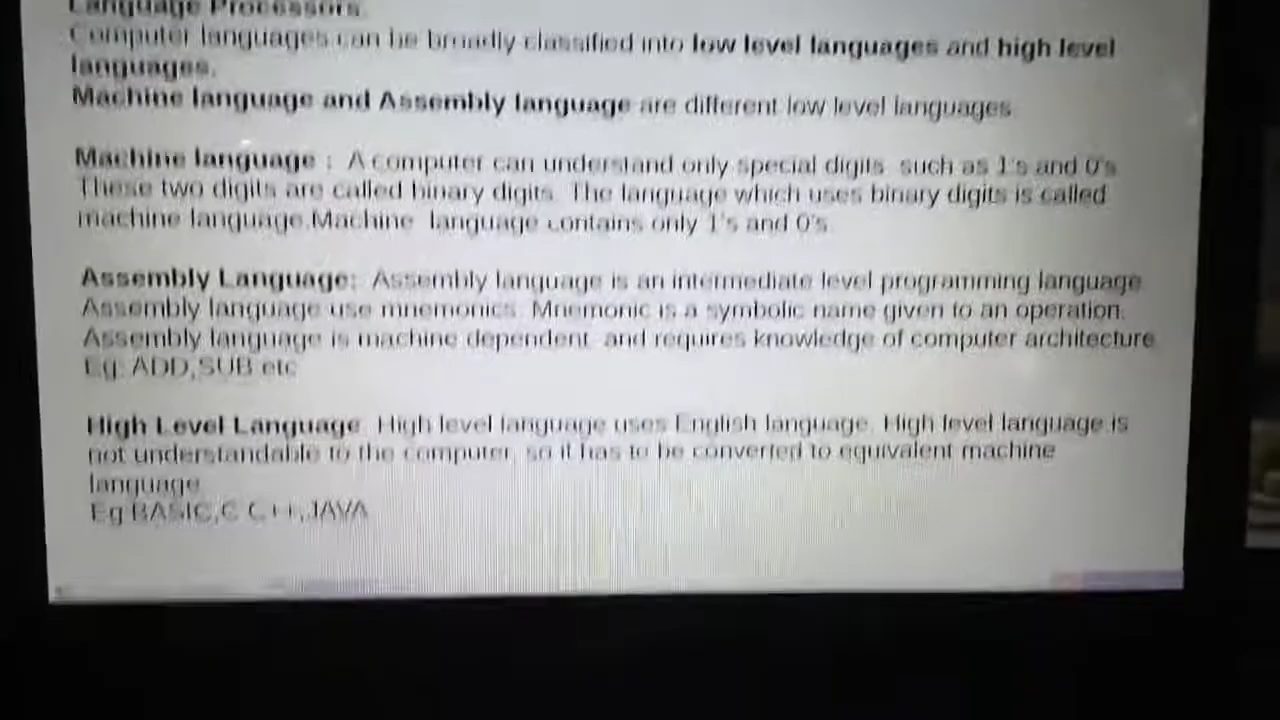 Language Processors
Computer languages can be broadly classified into low level languages and high level
languages.
Machine language and Assembly language are different low level languages
Machine language : A computer can understand only special digits such as 1's and 0's
These two digits are called binary digits. The language which uses binary digits is called
machine language.Machine language contains only 1's and 0's
Assembly Language: Assembly language is an intermediate level programming language
Assembly language use mnemonics. Mnemonic is a symbolic name given to an operation.
Assembly language is machine dependent and requires knowledge of computer architecture
Eg: ADD,SUB etc
High Level Language. High level language uses English language. High level language is
not understandable to the computer, so it has to be converted to equivalent machine
language
Eg BASIC,C C++,JAVA